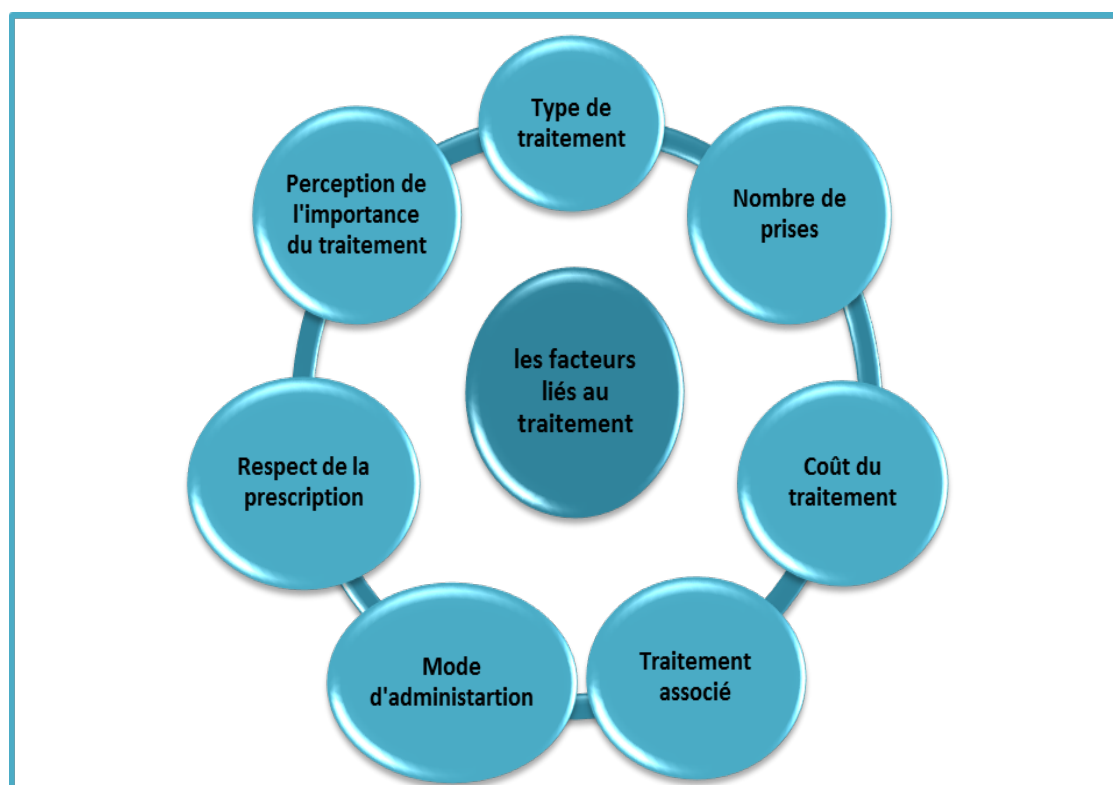 Type de
traitement
Nombre de
prises
Coût du
traitement
Traitement
associé
Mode
d'administartion
Respect de la
prescription
Perception de
l'importance
du traitement
les facteurs
liés au
traitement